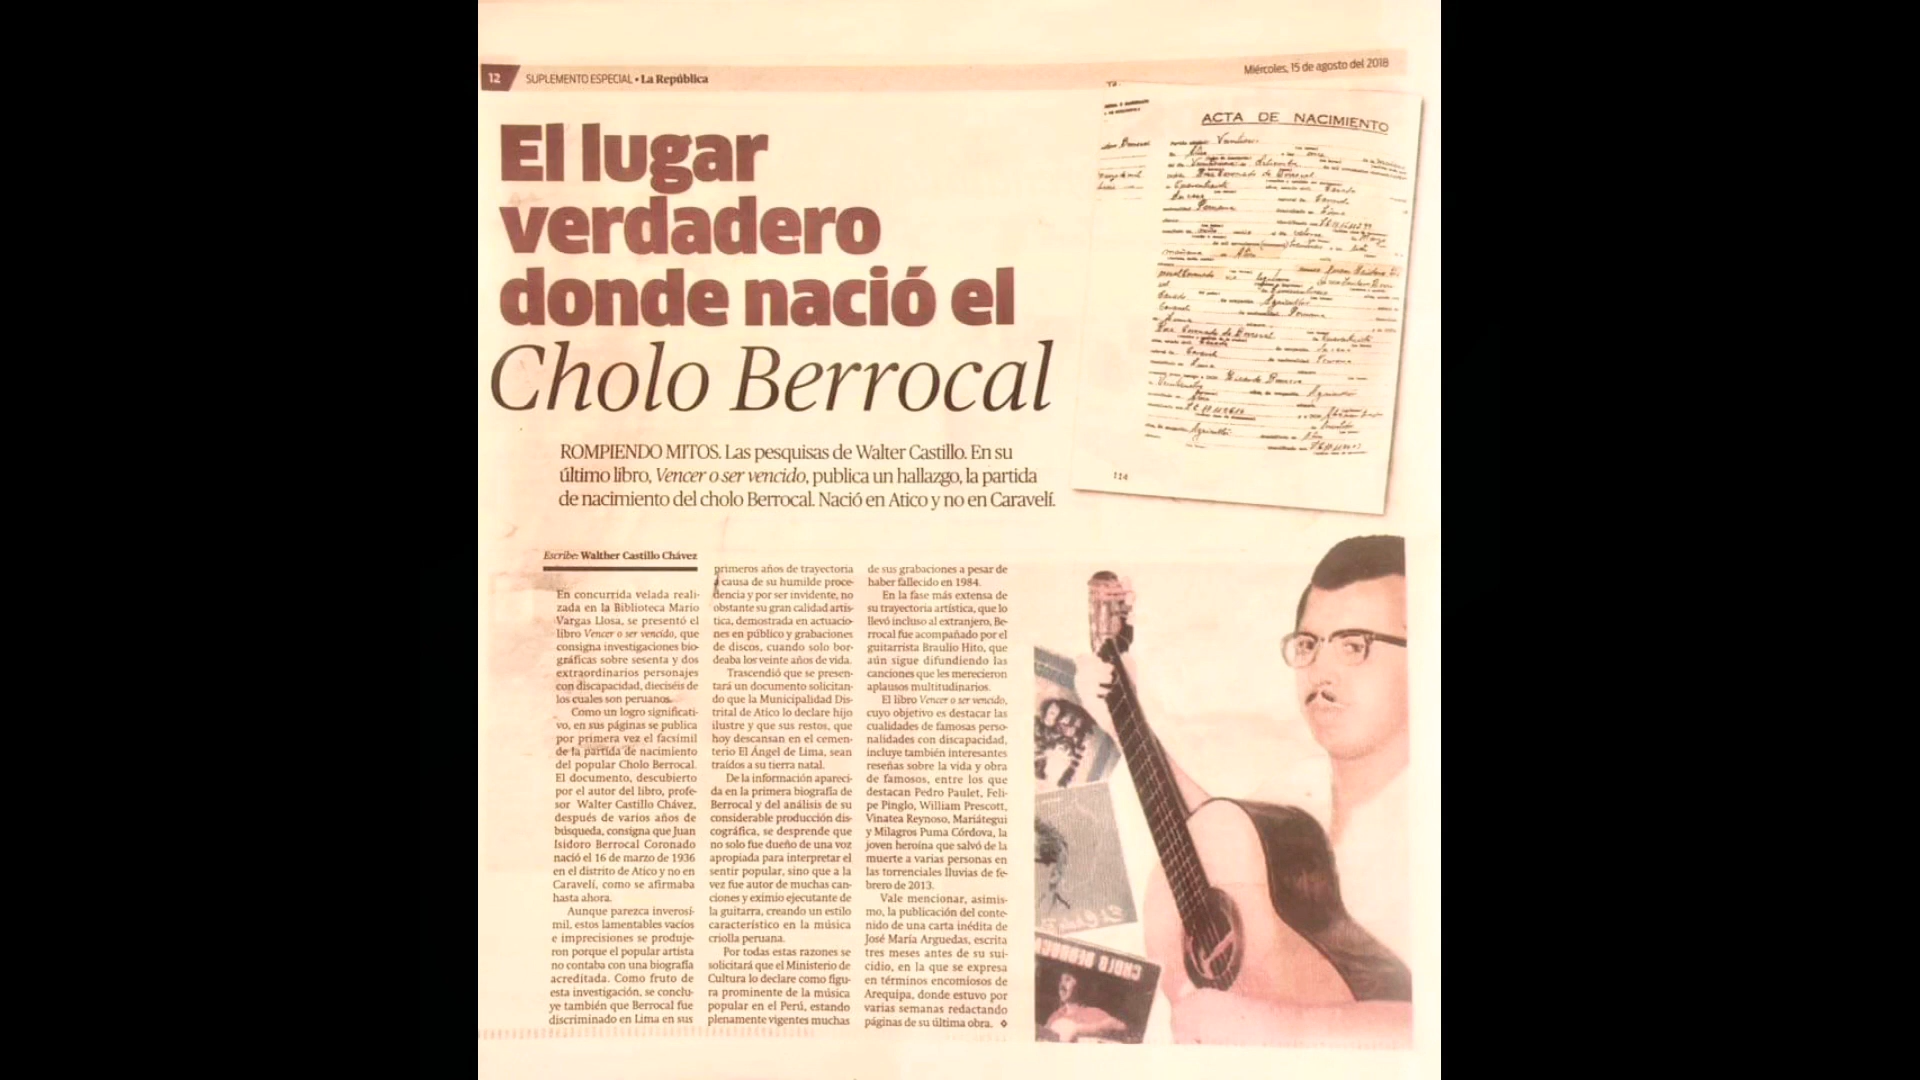 12
SUPLEMENTO ESPECIAL • La República
Miércoles, 15 de agosto del 2018
El lugar
verdadero
donde nació el
Cholo Berrocal
ROMPIENDO MITOS. Las pesquisas de Walter Castillo. En su
último libro, Vencer o ser vencido, publica un hallazgo, la partida
de nacimiento del cholo Berrocal. Nació en Atico y no en Caravelí.
ACTA DE NACIMIENTO
114
Escribe: Walther Castillo Chávez
En concurrida velada reali-
zada en la Biblioteca Mario
Vargas Llosa, se presentó el
libro Vencer o ser vencido, que
consigna investigaciones bio-
gráficas sobre sesenta y dos
extraordinarios personajes
con discapacidad, dieciséis de
los cuales son peruanos.
Como un logro significati-
vo, en sus páginas se publica
por primera vez el facsímil
de la partida de nacimiento
del popular Cholo Berrocal.
El documento, descubierto
por el autor del libro, profe-
sor Walter Castillo Chávez,
después de varios años de
búsqueda, consigna que Juan
Isidoro Berrocal Coronado
nació el 16 de marzo de 1936
en el distrito de Atico y no en
Caravelí, como se afirmaba
hasta ahora.
Aunque parezca inverosí-
mil, estos lamentables vacíos
e imprecisiones se produje-
ron porque el popular artista
no contaba con una biografía
acreditada. Como fruto de
esta investigación, se conclu-
ye también que Berrocal fue
discriminado en Lima en sus
primeros años de trayectoria
a causa de su humilde proce-
dencia y por ser invidente, no
obstante su gran calidad artís-
tica, demostrada en actuacio-
nes en público y grabaciones
de discos, cuando solo bor-
deaba los veinte años de vida.
Trascendió que se presen-
tará un documento solicitan-
do que la Municipalidad Dis-
trital de Atico lo declare hijo
ilustre y que sus restos, que
hoy descansan en el cemen-
terio El Ángel de Lima, sean
traídos a su tierra natal.
De la información apareci-
da en la primera biografía de
Berrocal y del análisis de su
considerable producción dis-
cográfica, se desprende que
no solo fue dueño de una voz
apropiada para interpretar el
sentir popular, sino que a la
vez fue autor de muchas can-
ciones y eximio ejecutante de
la guitarra, creando un estilo
característico en la música
criolla peruana.
Por todas estas razones se
solicitará que el Ministerio de
Cultura lo declare como figu-
ra prominente de la música
popular en el Perú, estando
plenamente vigentes muchas
de sus grabaciones a pesar de
haber fallecido en 1984.
En la fase más extensa de
su trayectoria artística, que lo
llevó incluso al extranjero, Be-
rrocal fue acompañado por el
guitarrista Braulio Hito, que
aún sigue difundiendo las
canciones que les merecieron
aplausos multitudinarios.
El libro Vencer o ser vencido,
cuyo objetivo es destacar las
cualidades de famosas perso-
nalidades con discapacidad,
incluye también interesantes
reseñas sobre la vida y obra
de famosos, entre los que
destacan Pedro Paulet, Feli-
pe Pinglo, William Prescott,
Vinatea Reynoso, Mariátegui
y Milagros Puma Córdova, la
joven heroína que salvó de la
muerte a varias personas en
las torrenciales lluvias de fe-
brero de 2013.
Vale mencionar, asimis-
mo, la publicación del conte-
nido de una carta inédita de
José María Arguedas, escrita
tres meses antes de su sui-
cidio, en la que se expresa
en términos encomiosos de
Arequipa, donde estuvo por
varias semanas redactando
páginas de su última obra.
CHOLO BERROCAL